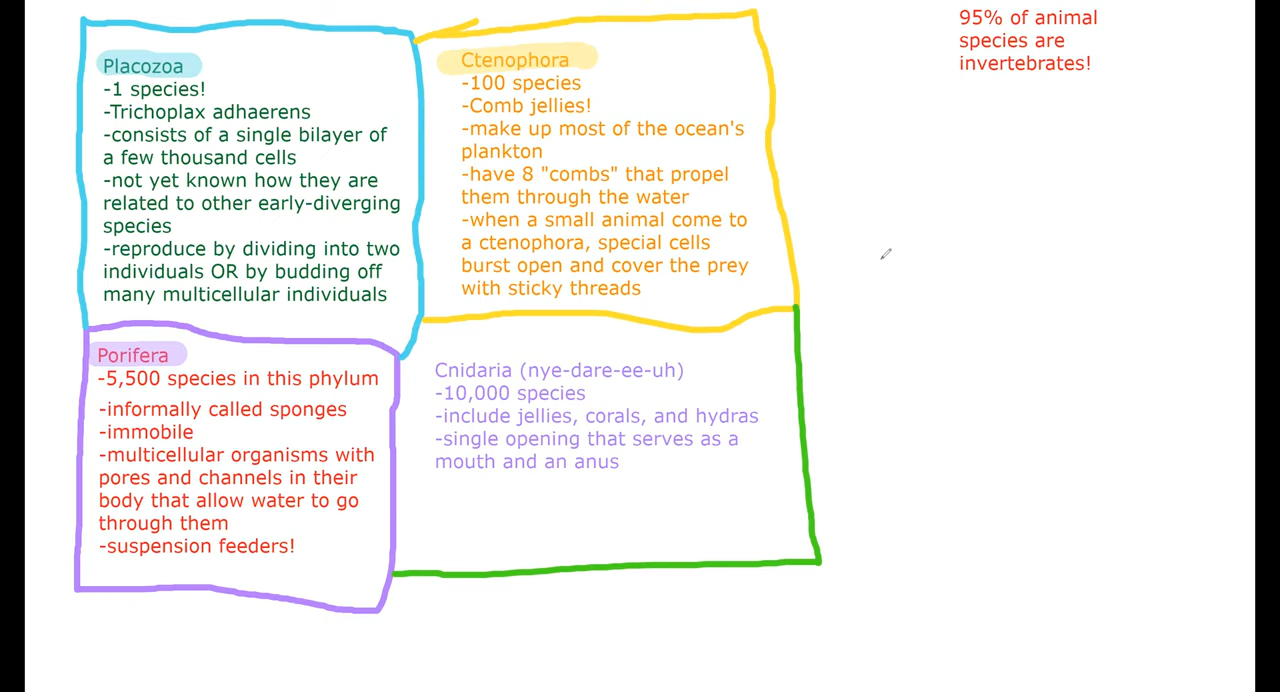 Placozoa
-1 species!
-Trichoplax adhaerens
-consists of a single bilayer of
a few thousand cells
-not yet known how they are
related to other early-diverging
species
-reproduce by dividing into two
individuals OR by budding off
many multicellular individuals
Ctenophora
-100 species
-Comb jellies!
-make up most of the ocean's
plankton
-have 8 "combs" that propel
them through the water
-when a small animal come to
a ctenophora, special cells
burst open and cover the prey
with sticky threads
95% of animal
species are
invertebrates!
Porifera
-5,500 species in this phylum
-informally called sponges
-immobile
-multicellular organisms with
pores and channels in their
body that allow water to go
through them
-suspension feeders!
Cnidaria (nye-dare-ee-uh)
-10,000 species
-include jellies, corals, and hydras
-single opening that serves as a
mouth and an anus